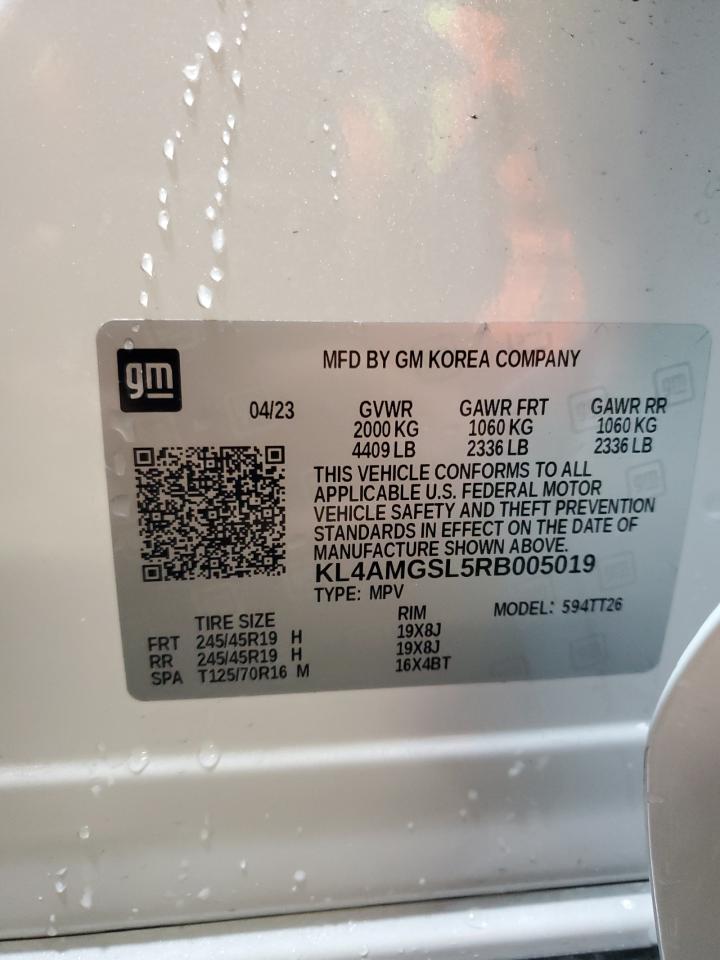 gm
MFD BY GM KOREA COMPANY
04/23 GVWR GAWR FRT GAWR RR
2000 KG 1060 KG 1060 KG
4409 LB 2336 LB 2336 LB
THIS VEHICLE CONFORMS TO ALL
APPLICABLE U.S. FEDERAL MOTOR
VEHICLE SAFETY AND THEFT PREVENTION
STANDARDS IN EFFECT ON THE DATE OF
MANUFACTURE SHOWN ABOVE.
KL4AMGSL5RB005019
TYPE: MPV MODEL: 594TT26
TIRE SIZE RIM
FRT 245/45R19 H 19X8J
RR 245/45R19 H 19X8J
SPA T125/70R16 M 16X4BT